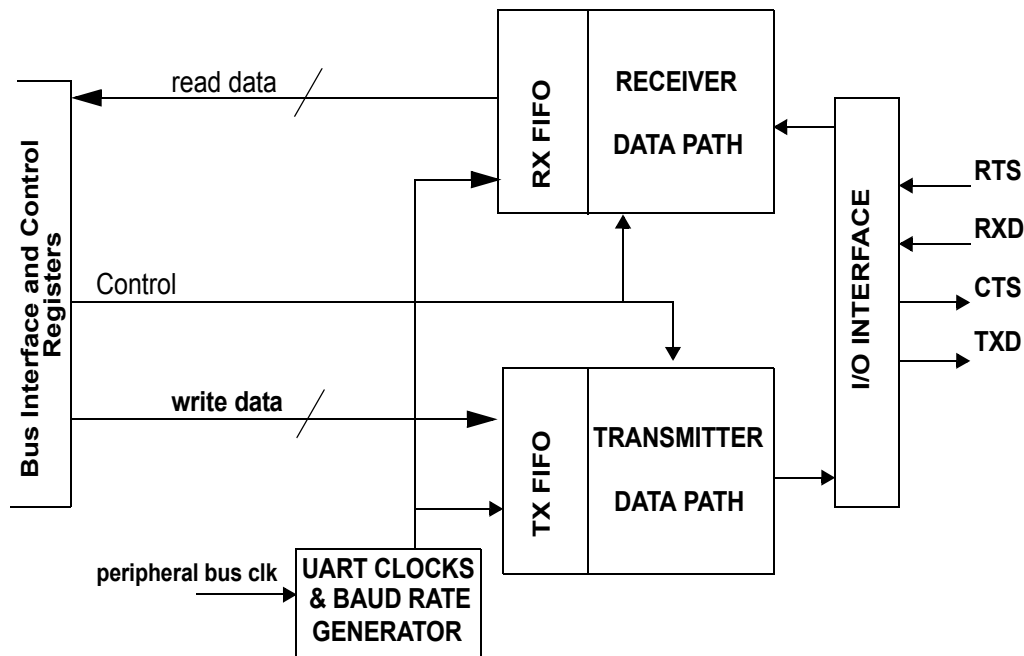 Bus Interface and Control
Registers
read data
Control
write data
RX FIFO
RECEIVER
DATA PATH
TX FIFO
TRANSMITTER
DATA PATH
peripheral bus clk
UART CLOCKS
& BAUD RATE
GENERATOR
I/O INTERFACE
RTS
RXD
CTS
TXD